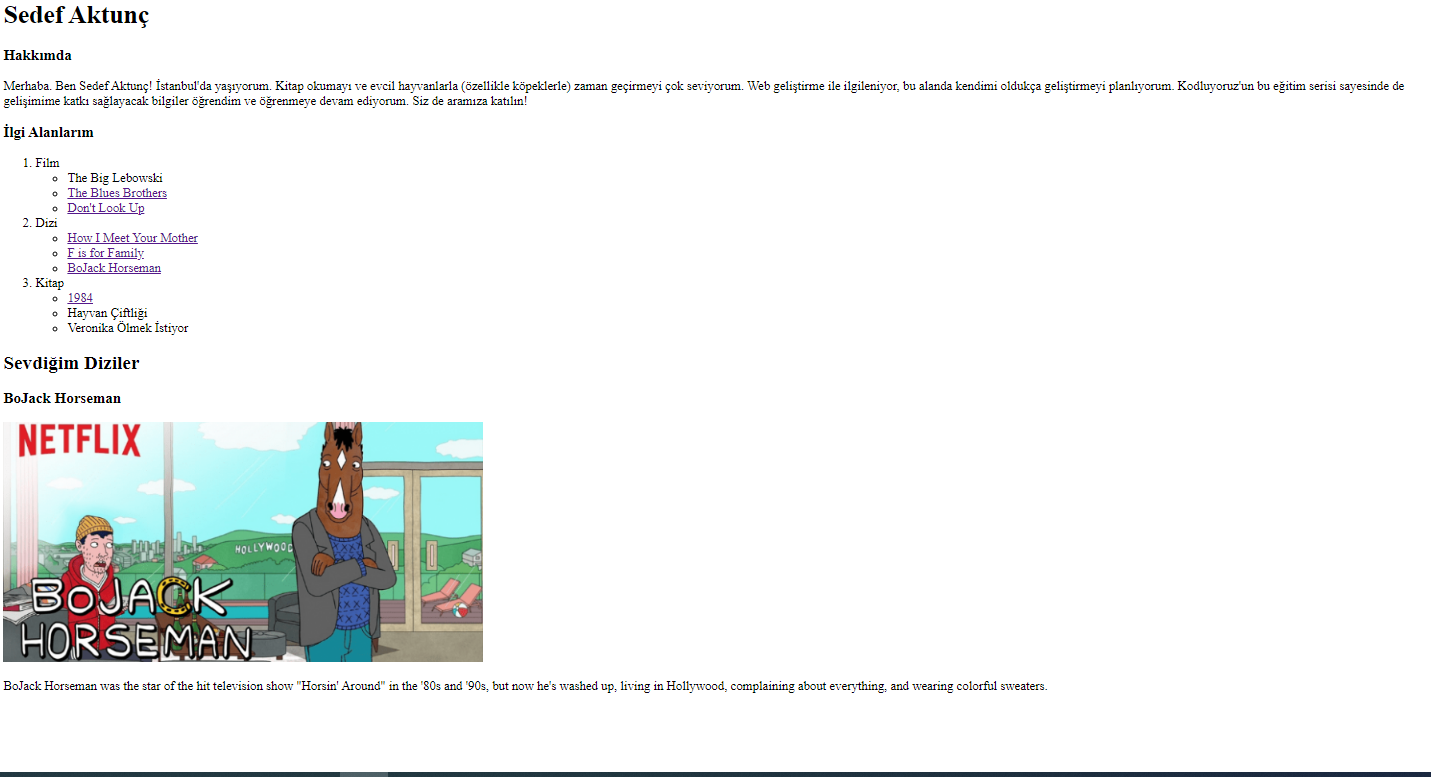 Sedef Aktunç
Hakkımda
Merhaba. Ben Sedef Aktunç! İstanbul'da yaşıyorum. Kitap okumayı ve evcil hayvanlarla (özellikle köpeklerle) zaman geçirmeyi çok seviyorum. Web geliştirme ile ilgileniyor, bu alanda kendimi oldukça geliştirmeyi planlıyorum. Kodluyoruz'un bu eğitim serisi sayesinde de
gelişimime katkı sağlayacak bilgiler öğrendim ve öğrenmeye devam ediyorum. Siz de aramıza katılın!
İlgi Alanlarım
1. Film
The Big Lebowski
The Blues Brothers
Don't Look Up
2. Dizi
How I Meet Your Mother
F is for Family
BoJack Horseman
3. Kitap
1984
Hayvan Çiftliği
Veronika Ölmek İstiyor
Sevdiğim Diziler
BoJack Horseman
NETFLIX
HOLLYWOOD
BOJACK
HORSEMAN
BoJack Horseman was the star of the hit television show "Horsin' Around" in the '80s and '90s, but now he's washed up, living in Hollywood, complaining about everything, and wearing colorful sweaters.